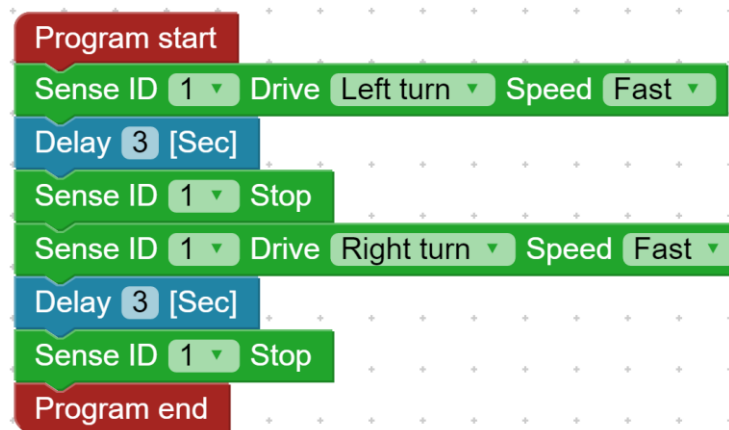 Program start
Sense ID 1 Drive Left turn Speed Fast
Delay 3 [Sec]
Sense ID 1 Stop
Sense ID 1 Drive Right turn Speed Fast
Delay 3 [Sec]
Sense ID 1 Stop
Program end